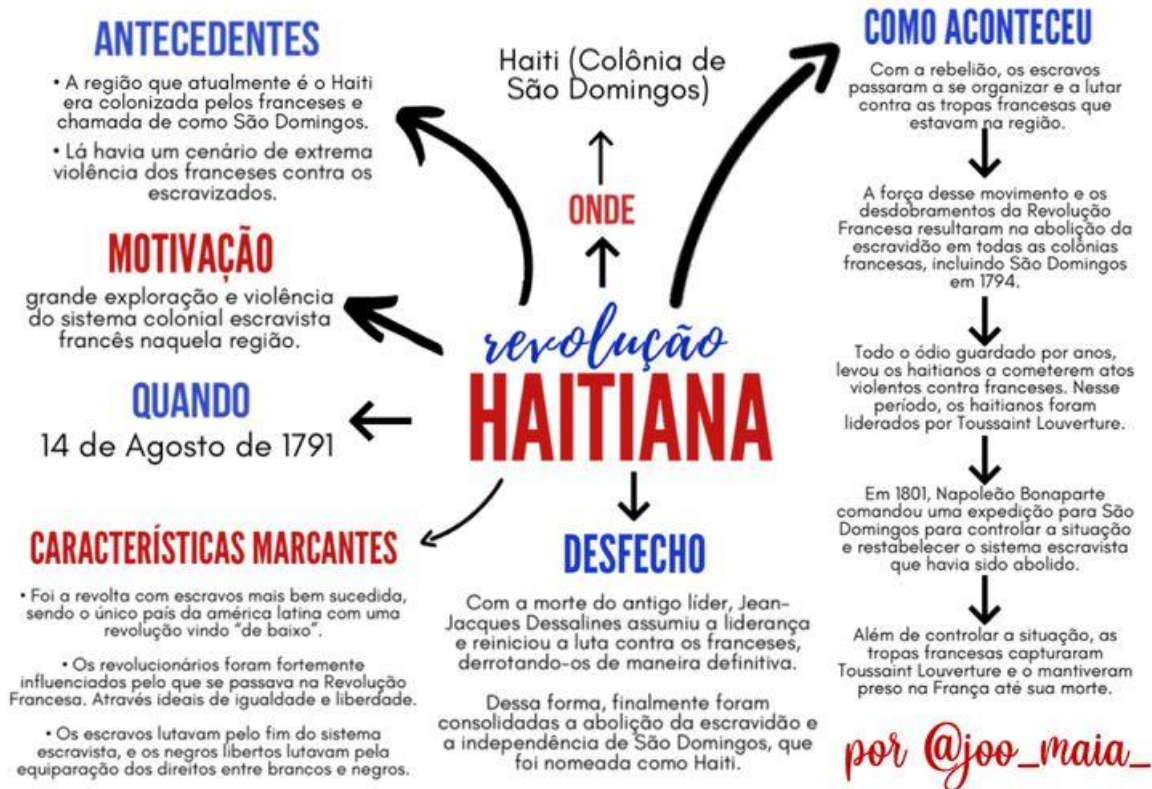 ANTECEDENTES
• A região que atualmente é o Haiti
era colonizada pelos franceses e
chamada de como São Domingos.
• Lá havia um cenário de extrema
violência dos franceses contra os
escravizados.
MOTIVAÇÃO
grande exploração e violência
do sistema colonial escravista
francês naquela região.
QUANDO
14 de Agosto de 1791
CARACTERÍSTICAS MARCANTES
• Foi a revolta com escravos mais bem sucedida,
sendo o único país da américa latina com uma
revolução vindo “de baixo”.
• Os revolucionários foram fortemente
influenciados pelo que se passava na Revolução
Francesa. Através ideais de igualdade e liberdade.
• Os escravos lutavam pelo fim do sistema
escravista, e os negros libertos lutavam pela
equiparação dos direitos entre brancos e negros.
Haiti (Colônia de
São Domingos)
ONDE
revolução
HAITIANA
DESFECHO
Com a morte do antigo líder, Jean-
Jacques Dessalines assumiu a liderança
e reiniciou a luta contra os franceses,
derrotando-os de maneira definitiva.
Dessa forma, finalmente foram
consolidadas a abolição da escravidão e
a independência de São Domingos, que
foi nomeada como Haiti.
COMO ACONTECEU
Com a rebelião, os escravos
passaram a se organizar e a lutar
contra as tropas francesas que
estavam na região.
A força desse movimento e os
desdobramentos da Revolução
Francesa resultaram na abolição da
escravidão em todas as colônias
francesas, incluindo São Domingos
em 1794.
Todo o ódio guardado por anos,
levou os haitianos a cometerem atos
violentos contra franceses. Nesse
período, os haitianos foram
liderados por Toussaint Louverture.
Em 1801, Napoleão Bonaparte
comandou uma expedição para São
Domingos para controlar a situação
e restabelecer o sistema escravista
que havia sido abolido.
Além de controlar a situação, as
tropas francesas capturaram
Toussaint Louverture e o mantiveram
preso na França até sua morte.
por @joo_maia_